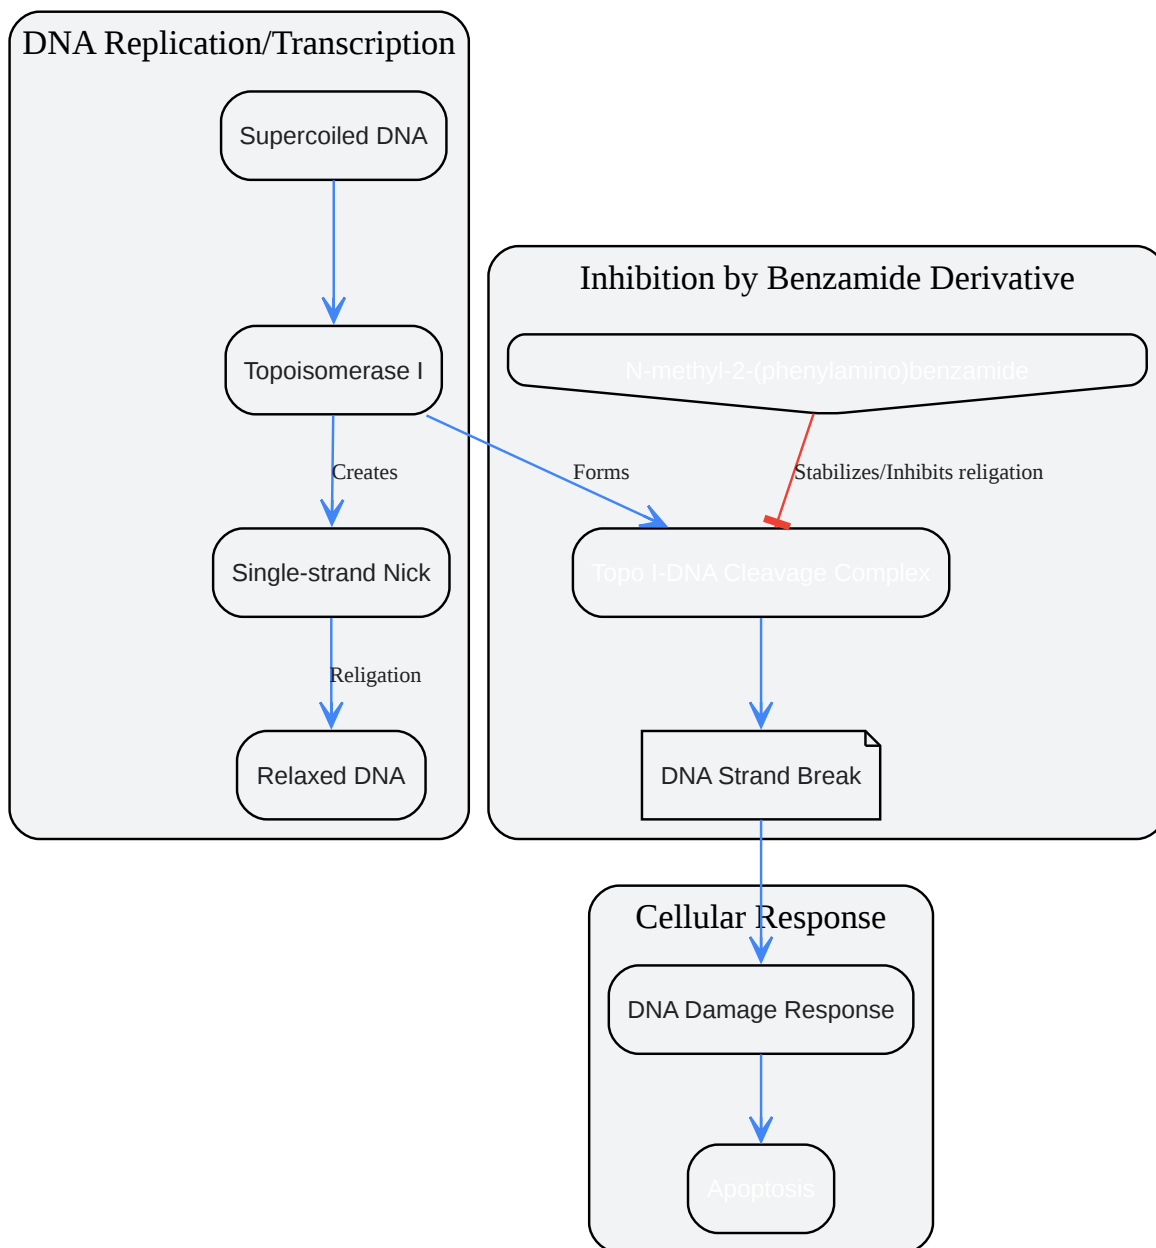 DNA Replication/Transcription
Supercoiled DNA
Topoisomerase I
Creates
Single-strand Nick
Religation
Relaxed DNA
Forms
Inhibition by Benzamide Derivative
N-methyl-2-(phenylamino)benzamide
Stabilizes/Inhibits religation
Topo I-DNA Cleavage Complex
DNA Strand Break
Cellular Response
DNA Damage Response
Apoptosis